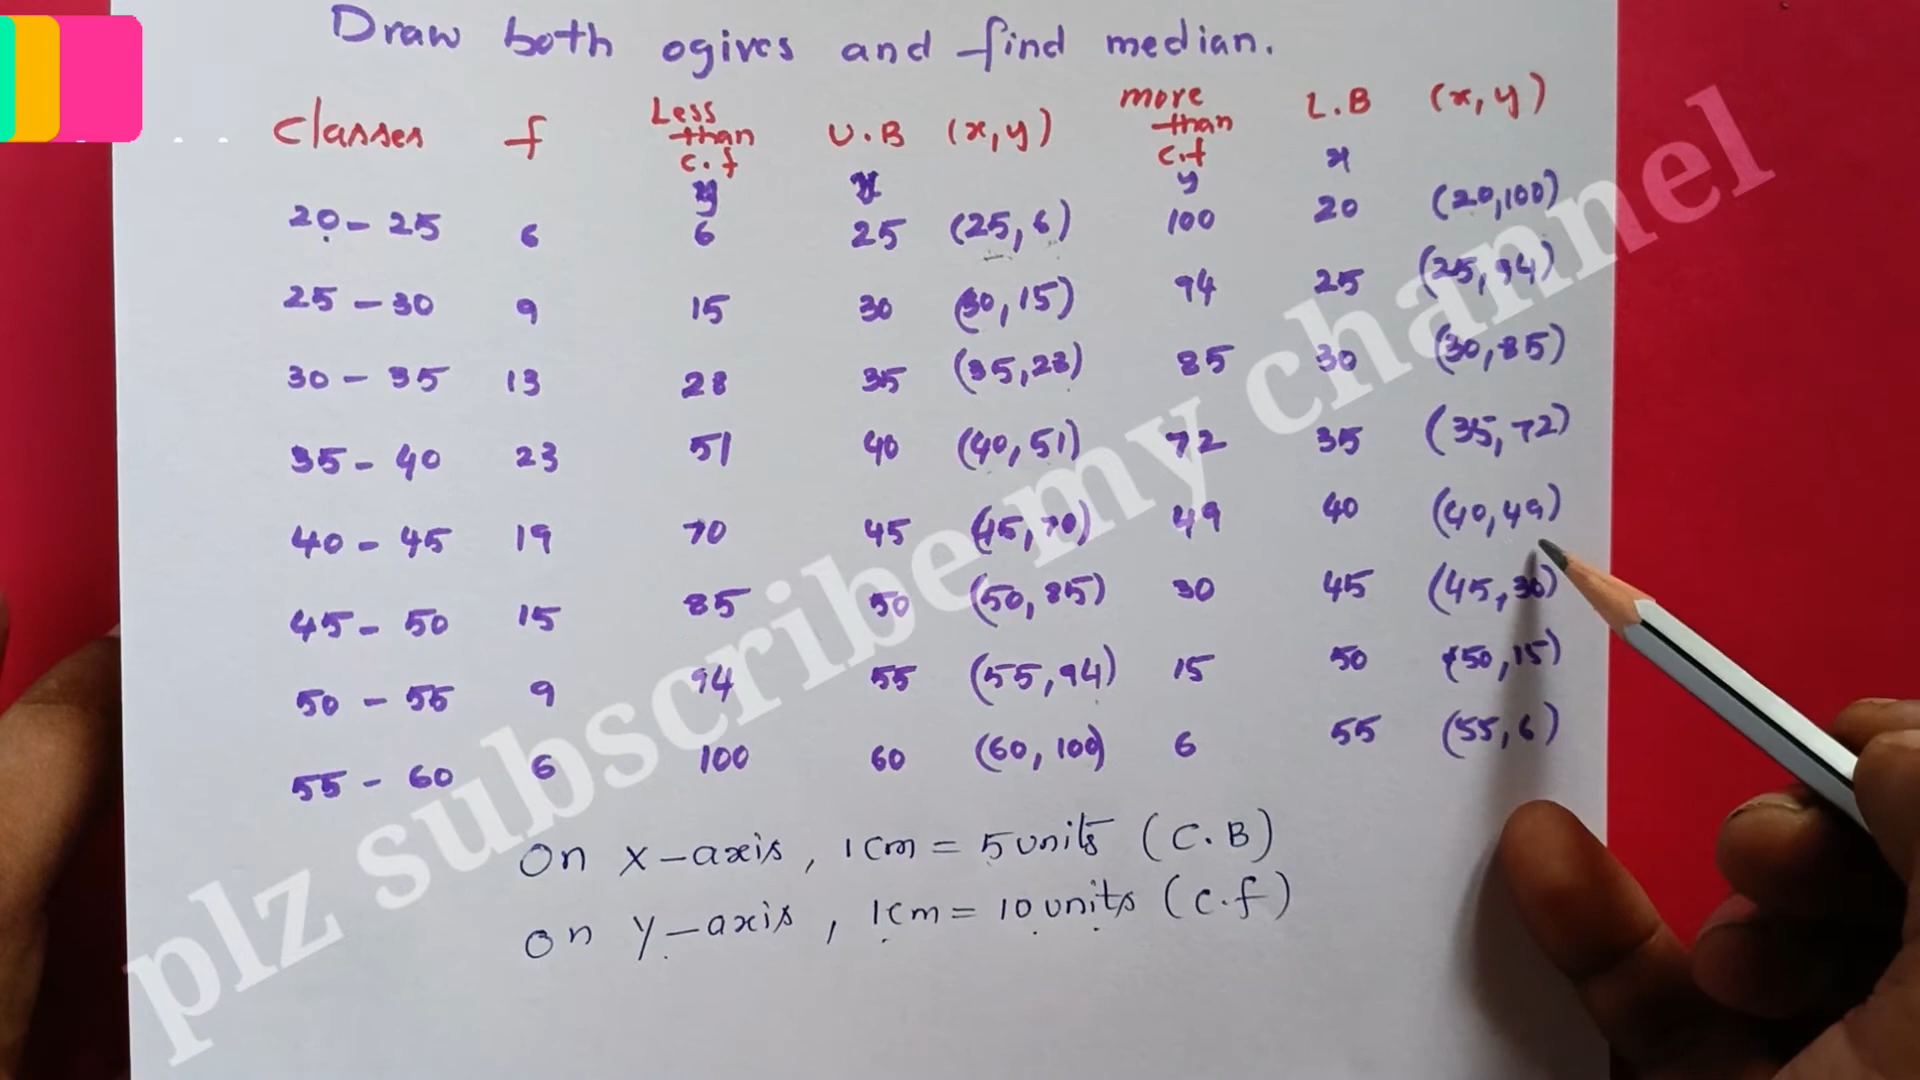 Draw both ogives and find median.
Classes f Less than c.f U.B (x,y) more than c.f L.B (x,y)
y x y x
20 - 25 6 6 25 (25,6) 100 20 (20,100)
25 - 30 9 15 30 (30,15) 94 25 (25,94)
30 - 35 13 28 35 (35,28) 85 30 (30,85)
35 - 40 23 51 40 (40,51) 72 35 (35,72)
40 - 45 19 70 45 (45,70) 49 40 (40,49)
45 - 50 15 85 50 (50,85) 30 45 (45,30)
50 - 55 9 94 55 (55,94) 15 50 (50,15)
55 - 60 6 100 60 (60,100) 6 55 (55,6)
On X-axis, 1cm = 5 units (C.B)
On Y-axis, 1cm = 10 units (C.f)
plz subscribe my channel